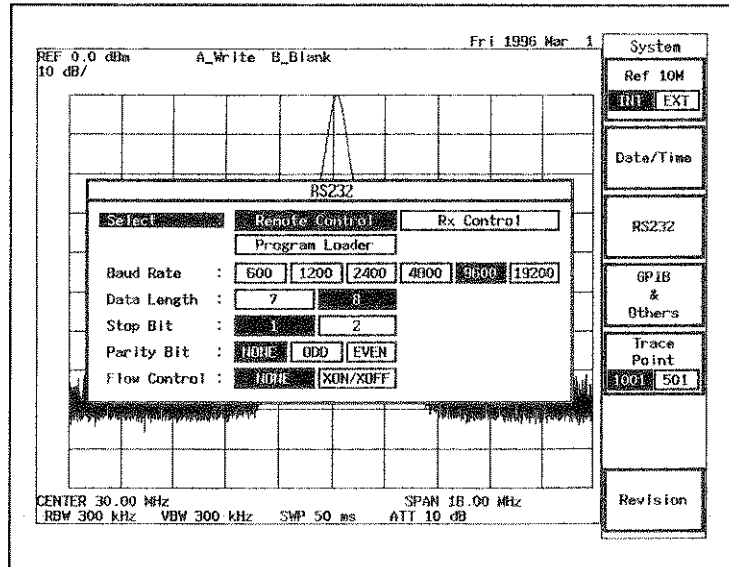 Fri 1996 Mar 1
REF 0.0 dBm A_Write B_Blank
10 dB/
RS232
Select Remote Control Rx Control
Program Loader
Baud Rate : 600 1200 2400 4800 9600 19200
Data Length : 7 8
Stop Bit : 1 2
Parity Bit : NONE ODD EVEN
Flow Control : NONE XON/XOFF
CENTER 30.00 MHz SPAN 18.00 MHz
RBW 300 kHz VBW 300 kHz SWP 50 ms ATT 10 dB
System
Ref 10M
INT EXT
Date/Time
RS232
GPIB
&
Others
Trace
Point
1001 501
Revision